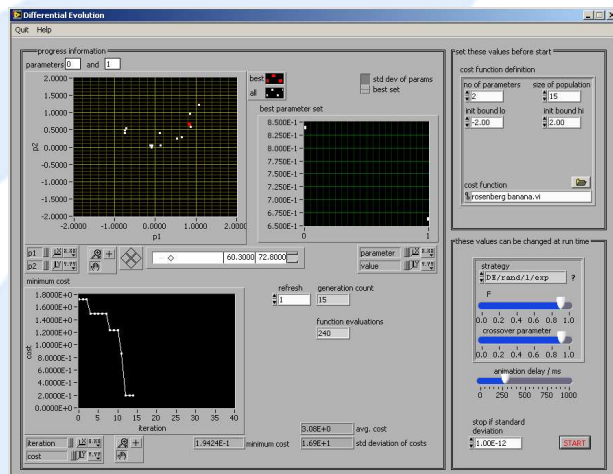 Differential Evolution
Quit Help
progress information
parameters 0 and 1
2.0000
1.5000
1.0000
0.5000
0.0000
-0.5000
-1.0000
-1.5000
-2.0000
-2.0000 -1.0000 0.0000 1.0000 2.0000
p2
p1
best
all
std dev of params
best set
best parameter set
8.500E-1
8.250E-1
8.000E-1
7.750E-1
7.500E-1
7.250E-1
7.000E-1
6.750E-1
6.500E-1
0 1
p1
p2
60.3000 72.8000
parameter
value
minimum cost
1.8000E+0
1.6000E+0
1.4000E+0
1.2000E+0
1.0000E+0
8.0000E-1
6.0000E-1
4.0000E-1
2.0000E-1
0.0000E+0
0 5 10 15 20 25 30 35 40
cost
iteration
refresh
1
generation count
15
function evaluations
240
iteration
cost
1.9424E-1 minimum cost
3.08E+0 avg. cost
1.69E+1 std deviation of costs
set these values before start
cost function definition
no of parameters size of population
2 15
init bound lo init bound hi
-2.00 2.00
cost function
rosenberg banana.vi
these values can be changed at run time
strategy
DE/rand/1/exp ?
F
0.0 0.2 0.4 0.6 0.8 1.0
crossover parameter
0.0 0.2 0.4 0.6 0.8 1.0
animation delay / ms
0 250 500 750 1000
stop if standard
deviation
1.00E-12 START